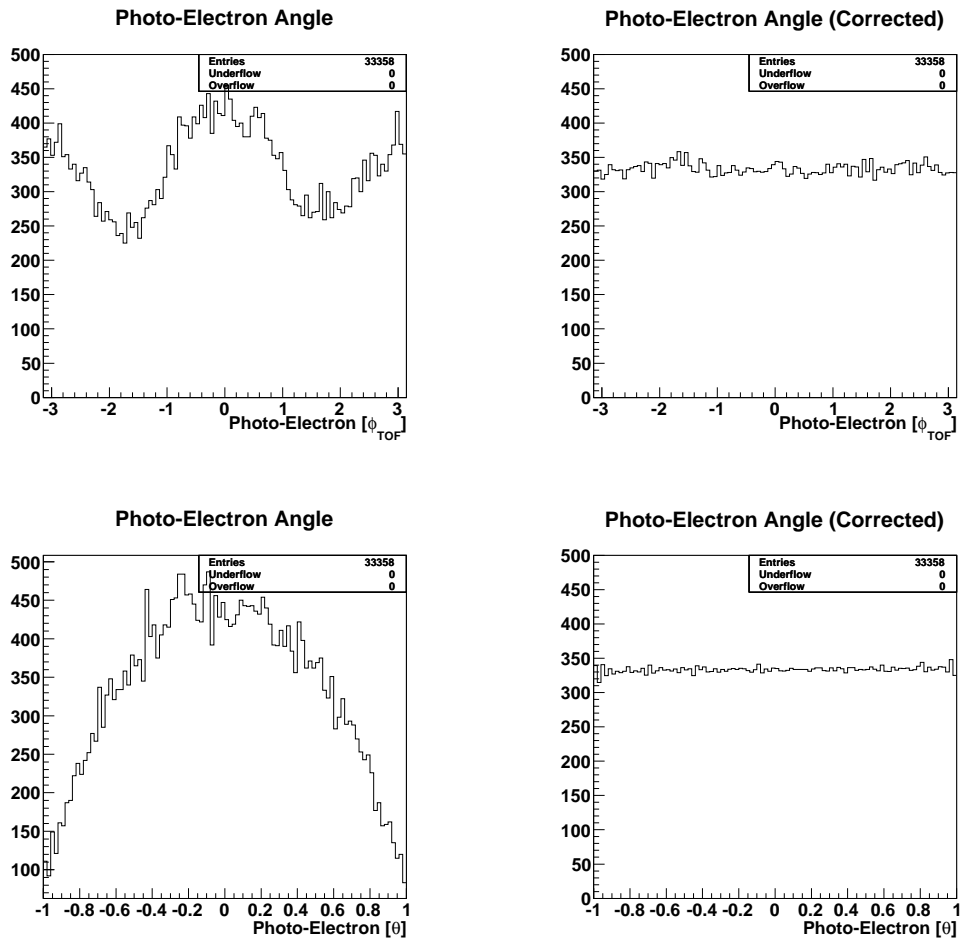 Photo-Electron Angle
Entries 33358
Underflow 0
Overflow 0
500
450
400
350
300
250
200
150
100
50
0
-3 -2 -1 0 1 2 3
Photo-Electron [ϕTOF]
Photo-Electron Angle (Corrected)
Entries 33358
Underflow 0
Overflow 0
500
450
400
350
300
250
200
150
100
50
0
-3 -2 -1 0 1 2 3
Photo-Electron [ϕTOF]
Photo-Electron Angle
Entries 33358
Underflow 0
Overflow 0
500
450
400
350
300
250
200
150
100
-1 -0.8 -0.6 -0.4 -0.2 0 0.2 0.4 0.6 0.8 1
Photo-Electron [θ]
Photo-Electron Angle (Corrected)
Entries 33358
Underflow 0
Overflow 0
500
450
400
350
300
250
200
150
100
50
0
-1 -0.8 -0.6 -0.4 -0.2 0 0.2 0.4 0.6 0.8 1
Photo-Electron [θ]